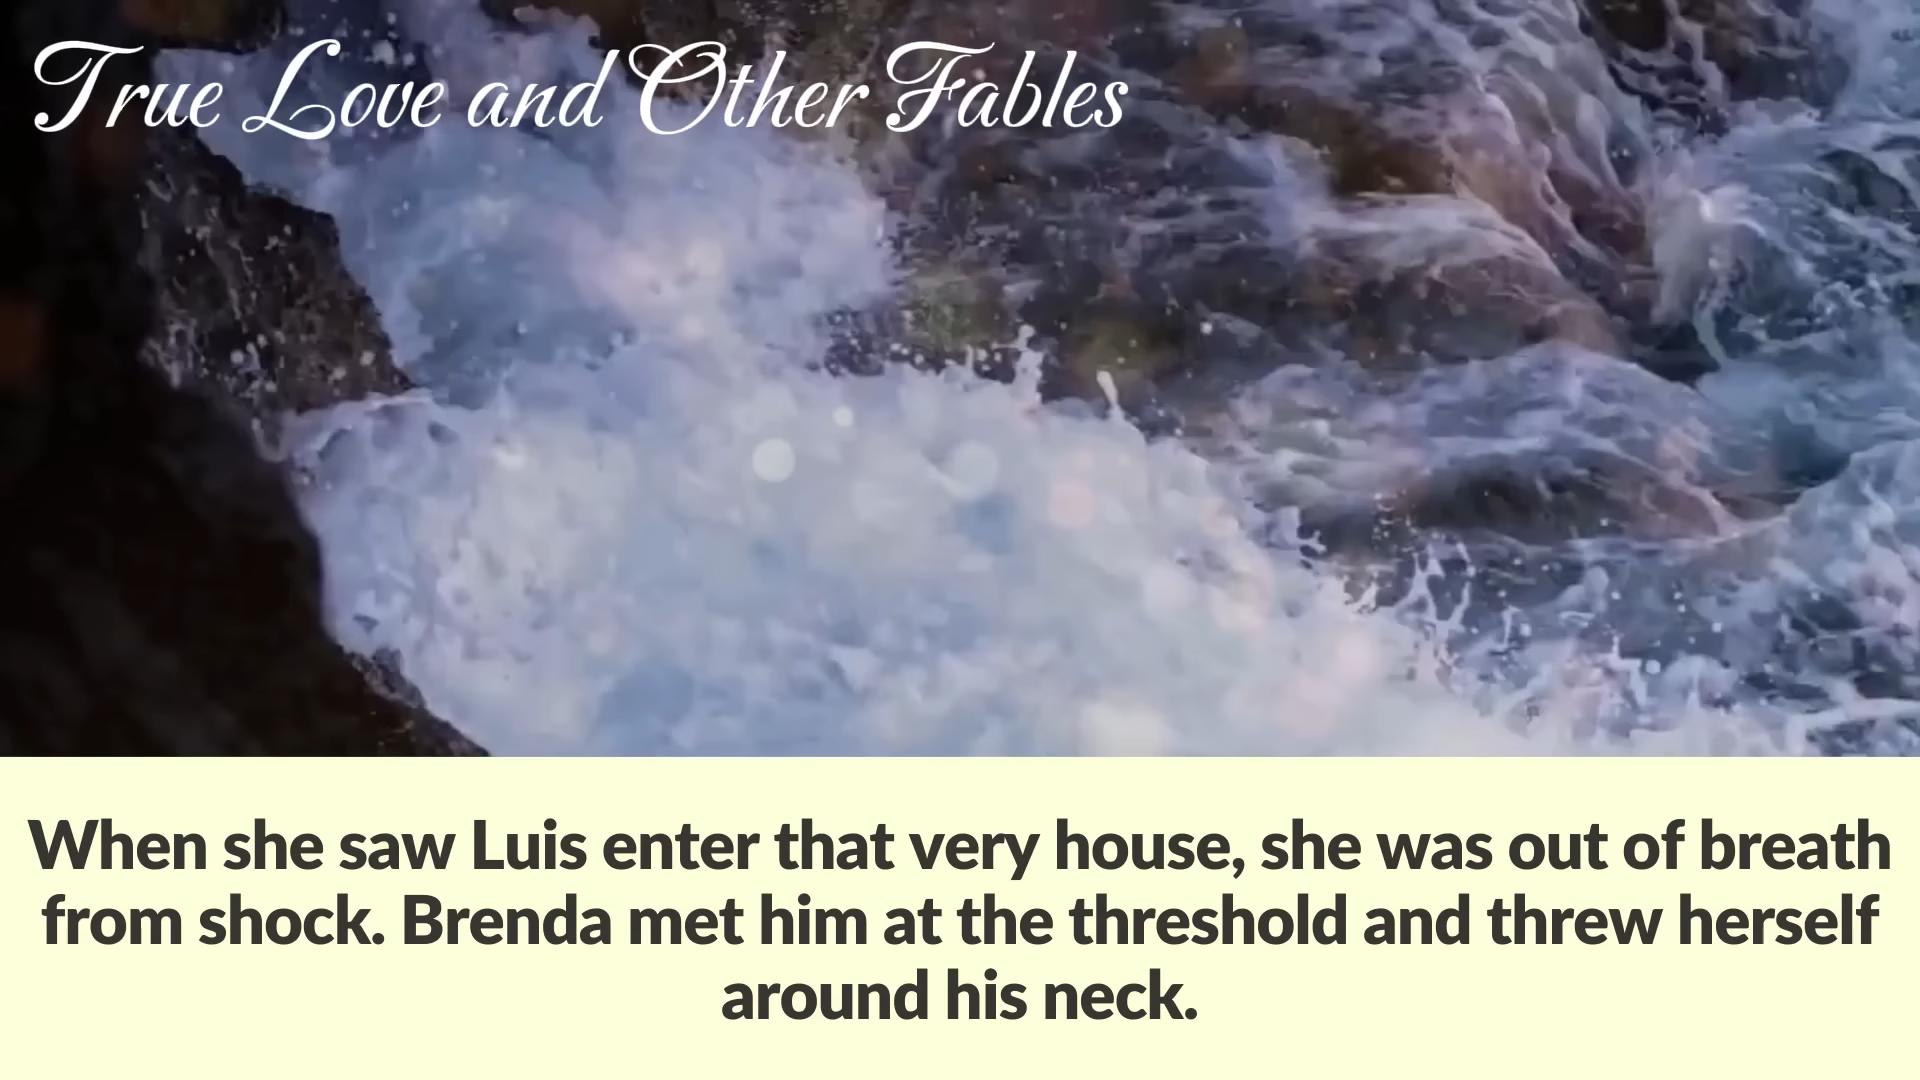 True Love and Other Fables
When she saw Luis enter that very house, she was out of breath
from shock. Brenda met him at the threshold and threw herself
around his neck.